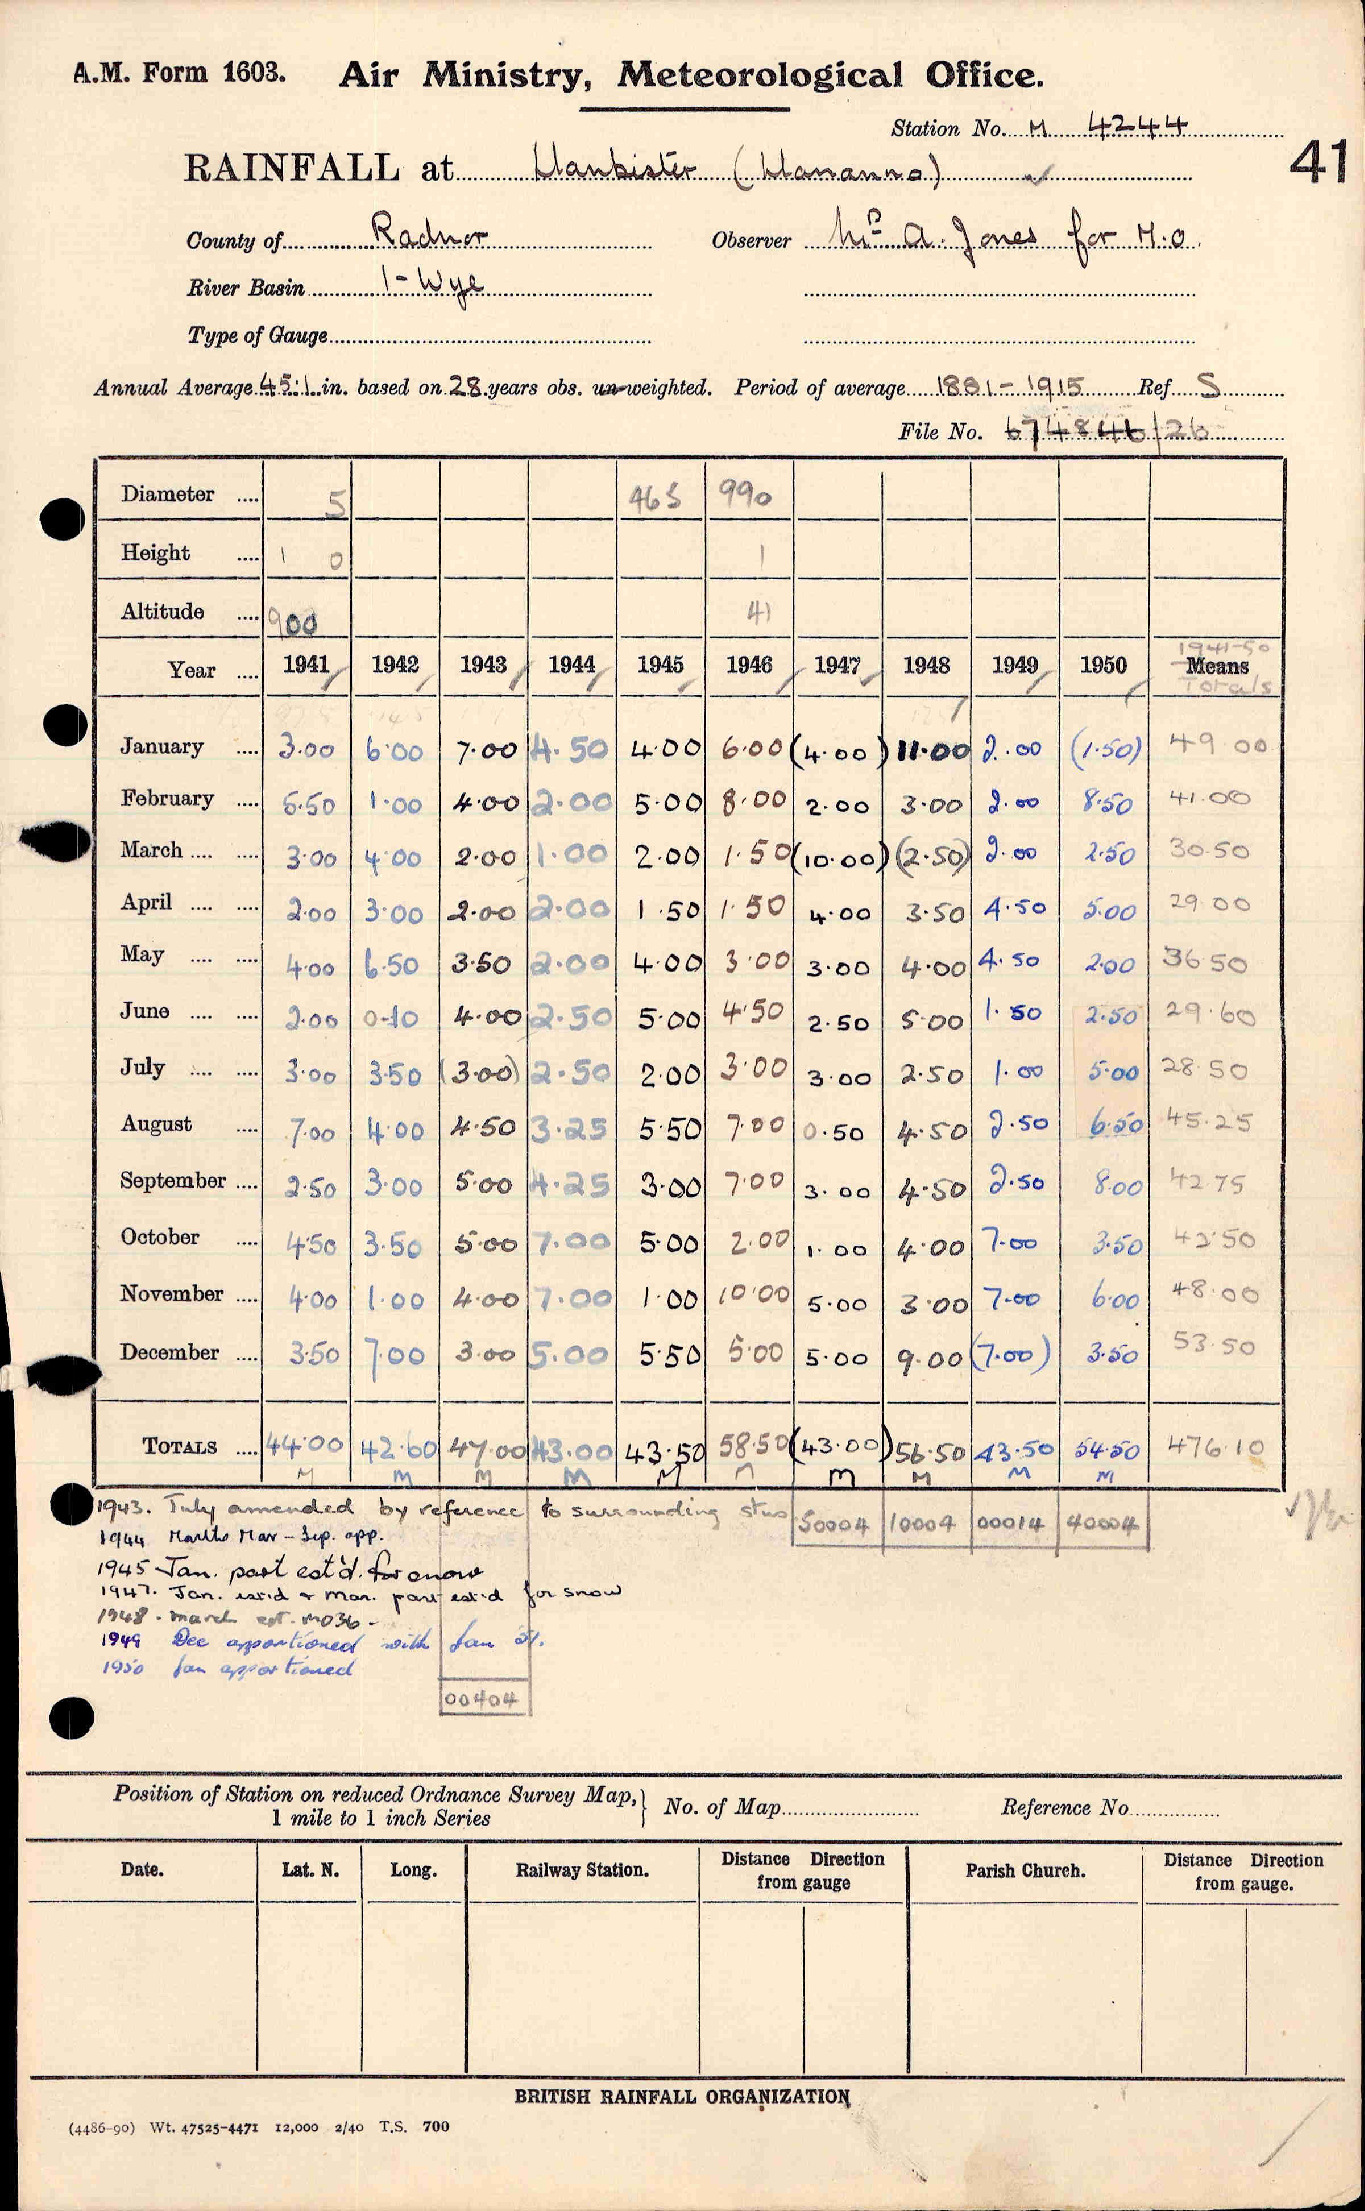 A.M. Form 1603. Air Ministry, Meteorological Office.
Station No. M 4244
41
RAINFALL at Llanbister (Llananno) ✓
County of Radnor Observer Mr A. Jones for M.O.
River Basin 1-Wye
Type of Gauge
Annual Average 45.1 in. based on 28 years obs. un-weighted. Period of average 1881-1915 Ref. S
File No. 674846/26
Diameter .... 5 465 990
Height .... 1 0 1
Altitude .... 900 41
1941-50
Year .... 1941 1942 1943 1944 1945 1946 1947 1948 1949 1950 Means
Totals
January .... 3.00 6.00 7.00 4.50 4.00 6.00 (4.00) 11.00 2.00 (1.50) 49.00
February .... 5.50 1.00 4.00 2.00 5.00 8.00 2.00 3.00 2.00 8.50 41.00
March .... .... 3.00 4.00 2.00 1.00 2.00 1.50 (10.00) (2.50) 2.00 2.50 30.50
April .... .... 2.00 3.00 2.00 2.00 1.50 1.50 4.00 3.50 4.50 5.00 29.00
May .... .... 4.00 6.50 3.50 2.00 4.00 3.00 3.00 4.00 4.50 2.00 36.50
June .... .... 2.00 0.10 4.00 2.50 5.00 4.50 2.50 5.00 1.50 2.50 29.60
July .... .... 3.00 3.50 (3.00) 2.50 2.00 3.00 3.00 2.50 1.00 5.00 28.50
August .... 7.00 4.00 4.50 3.25 5.50 7.00 0.50 4.50 2.50 6.50 45.25
September .... 2.50 3.00 5.00 4.25 3.00 7.00 3.00 4.50 2.50 8.00 42.75
October .... 4.50 3.50 5.00 7.00 5.00 2.00 1.00 4.00 7.00 3.50 42.50
November .... 4.00 1.00 4.00 7.00 1.00 10.00 5.00 3.00 7.00 6.00 48.00
December .... 3.50 7.00 3.00 5.00 5.50 5.00 5.00 9.00 (7.00) 3.50 53.50
TOTALS .... 44.00 42.60 47.00 43.00 43.50 58.50 (43.00) 56.50 43.50 54.50 476.10
M M M M M M M M M M
1943. July amended by reference to surrounding stns 50004 10004 00014 40004
1944 Mar - Sep. app.
1945 Jan. part est'd. for snow
1947. Jan. est'd + Mar. part est'd for snow
1948. March est. MO36 -
1949 Dec apportioned with Jan
1950 Jan apportioned
00404
Position of Station on reduced Ordnance Survey Map, } No. of Map Reference No
1 mile to 1 inch Series
Date. Lat. N. Long. Railway Station. Distance Direction from gauge Parish Church. Distance Direction from gauge.
BRITISH RAINFALL ORGANIZATION
(4486-90) Wt. 47525-4471 12,000 2/40 T.S. 700